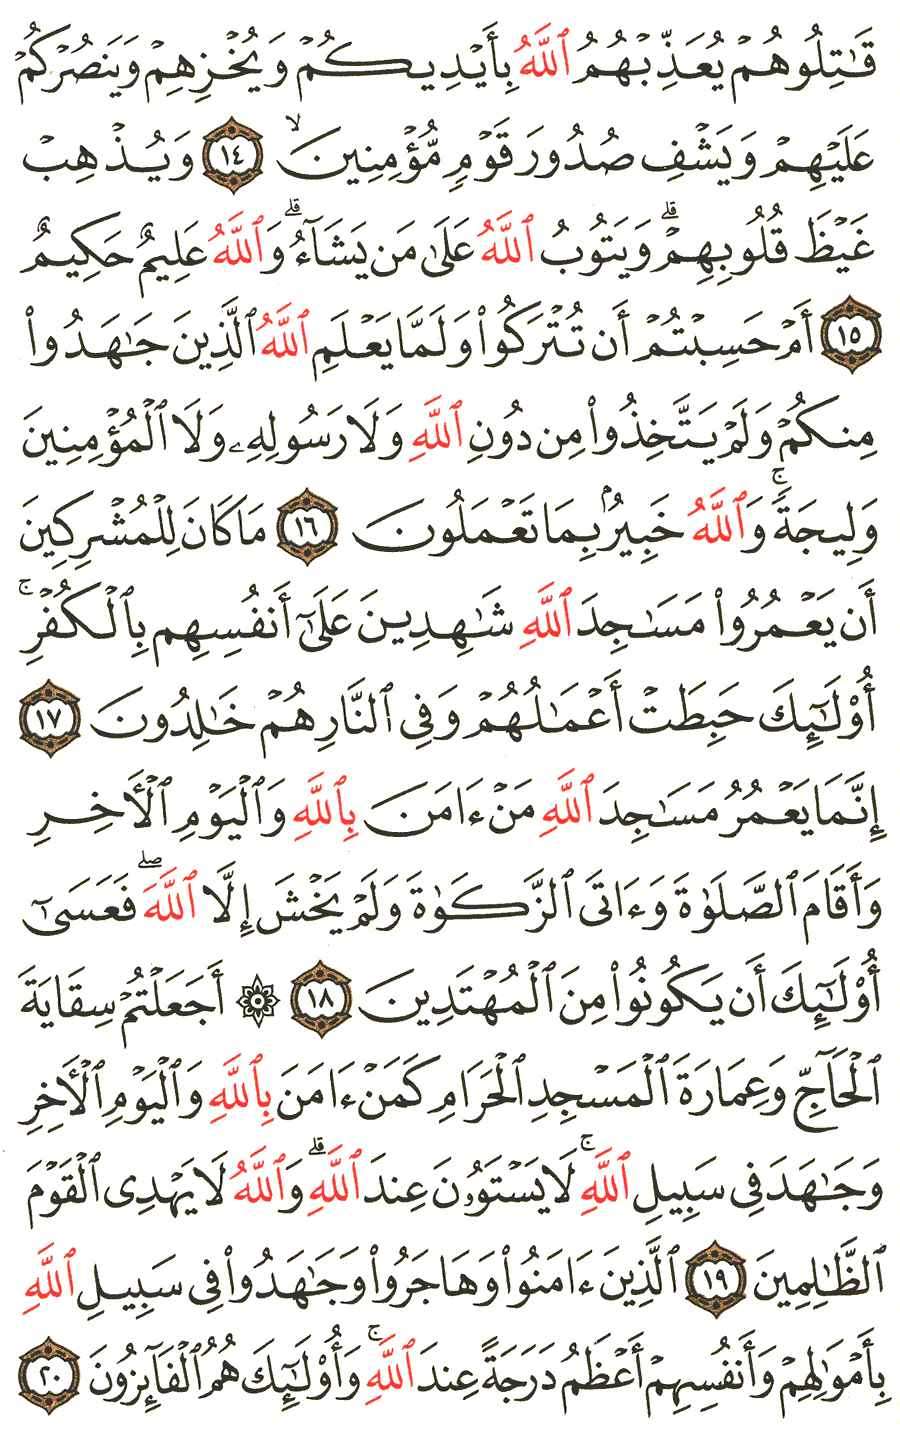 قَٰتِلُوهُمْ يُعَذِّبْهُمُ ٱللَّهُ بِأَيْدِيكُمْ وَيُخْزِهِمْ وَيَنصُرْكُمْ
عَلَيْهِمْ وَيَشْفِ صُدُورَ قَوْمٍ مُّؤْمِنِينَ ۙ ١٤ وَيُذْهِبْ
غَيْظَ قُلُوبِهِمْ ۗ وَيَتُوبُ ٱللَّهُ عَلَىٰ مَن يَشَآءُ ۗ وَٱللَّهُ عَلِيمٌ حَكِيمٌ
١٥ أَمْ حَسِبْتُمْ أَن تُتْرَكُوا۟ وَلَمَّا يَعْلَمِ ٱللَّهُ ٱلَّذِينَ جَٰهَدُوا۟
مِنكُمْ وَلَمْ يَتَّخِذُوا۟ مِن دُونِ ٱللَّهِ وَلَا رَسُولِهِۦ وَلَا ٱلْمُؤْمِنِينَ
وَلِيجَةً ۚ وَٱللَّهُ خَبِيرٌۢ بِمَا تَعْمَلُونَ ١٦ مَا كَانَ لِلْمُشْرِكِينَ
أَن يَعْمُرُوا۟ مَسَٰجِدَ ٱللَّهِ شَٰهِدِينَ عَلَىٰٓ أَنفُسِهِم بِٱلْكُفْرِ ۚ
أُو۟لَٰٓئِكَ حَبِطَتْ أَعْمَٰلُهُمْ وَفِى ٱلنَّارِ هُمْ خَٰلِدُونَ ١٧
إِنَّمَا يَعْمُرُ مَسَٰجِدَ ٱللَّهِ مَنْ ءَامَنَ بِٱللَّهِ وَٱلْيَوْمِ ٱلْأَخِرِ
وَأَقَامَ ٱلصَّلَوٰةَ وَءَاتَى ٱلزَّكَوٰةَ وَلَمْ يَخْشَ إِلَّا ٱللَّهَ ۖ فَعَسَىٰٓ
أُو۟لَٰٓئِكَ أَن يَكُونُوا۟ مِنَ ٱلْمُهْتَدِينَ ١٨ ۞ أَجَعَلْتُمْ سِقَايَةَ
ٱلْحَآجِّ وَعِمَارَةَ ٱلْمَسْجِدِ ٱلْحَرَامِ كَمَنْ ءَامَنَ بِٱللَّهِ وَٱلْيَوْمِ ٱلْأَخِرِ
وَجَٰهَدَ فِى سَبِيلِ ٱللَّهِ ۚ لَا يَسْتَوُۥنَ عِندَ ٱللَّهِ ۗ وَٱللَّهُ لَا يَهْدِى ٱلْقَوْمَ
ٱلظَّٰلِمِينَ ١٩ ٱلَّذِينَ ءَامَنُوا۟ وَهَاجَرُوا۟ وَجَٰهَدُوا۟ فِى سَبِيلِ ٱللَّهِ
بِأَمْوَٰلِهِمْ وَأَنفُسِهِمْ أَعْظَمُ دَرَجَةً عِندَ ٱللَّهِ ۚ وَأُو۟لَٰٓئِكَ هُمُ ٱلْفَآئِزُونَ ٢٠